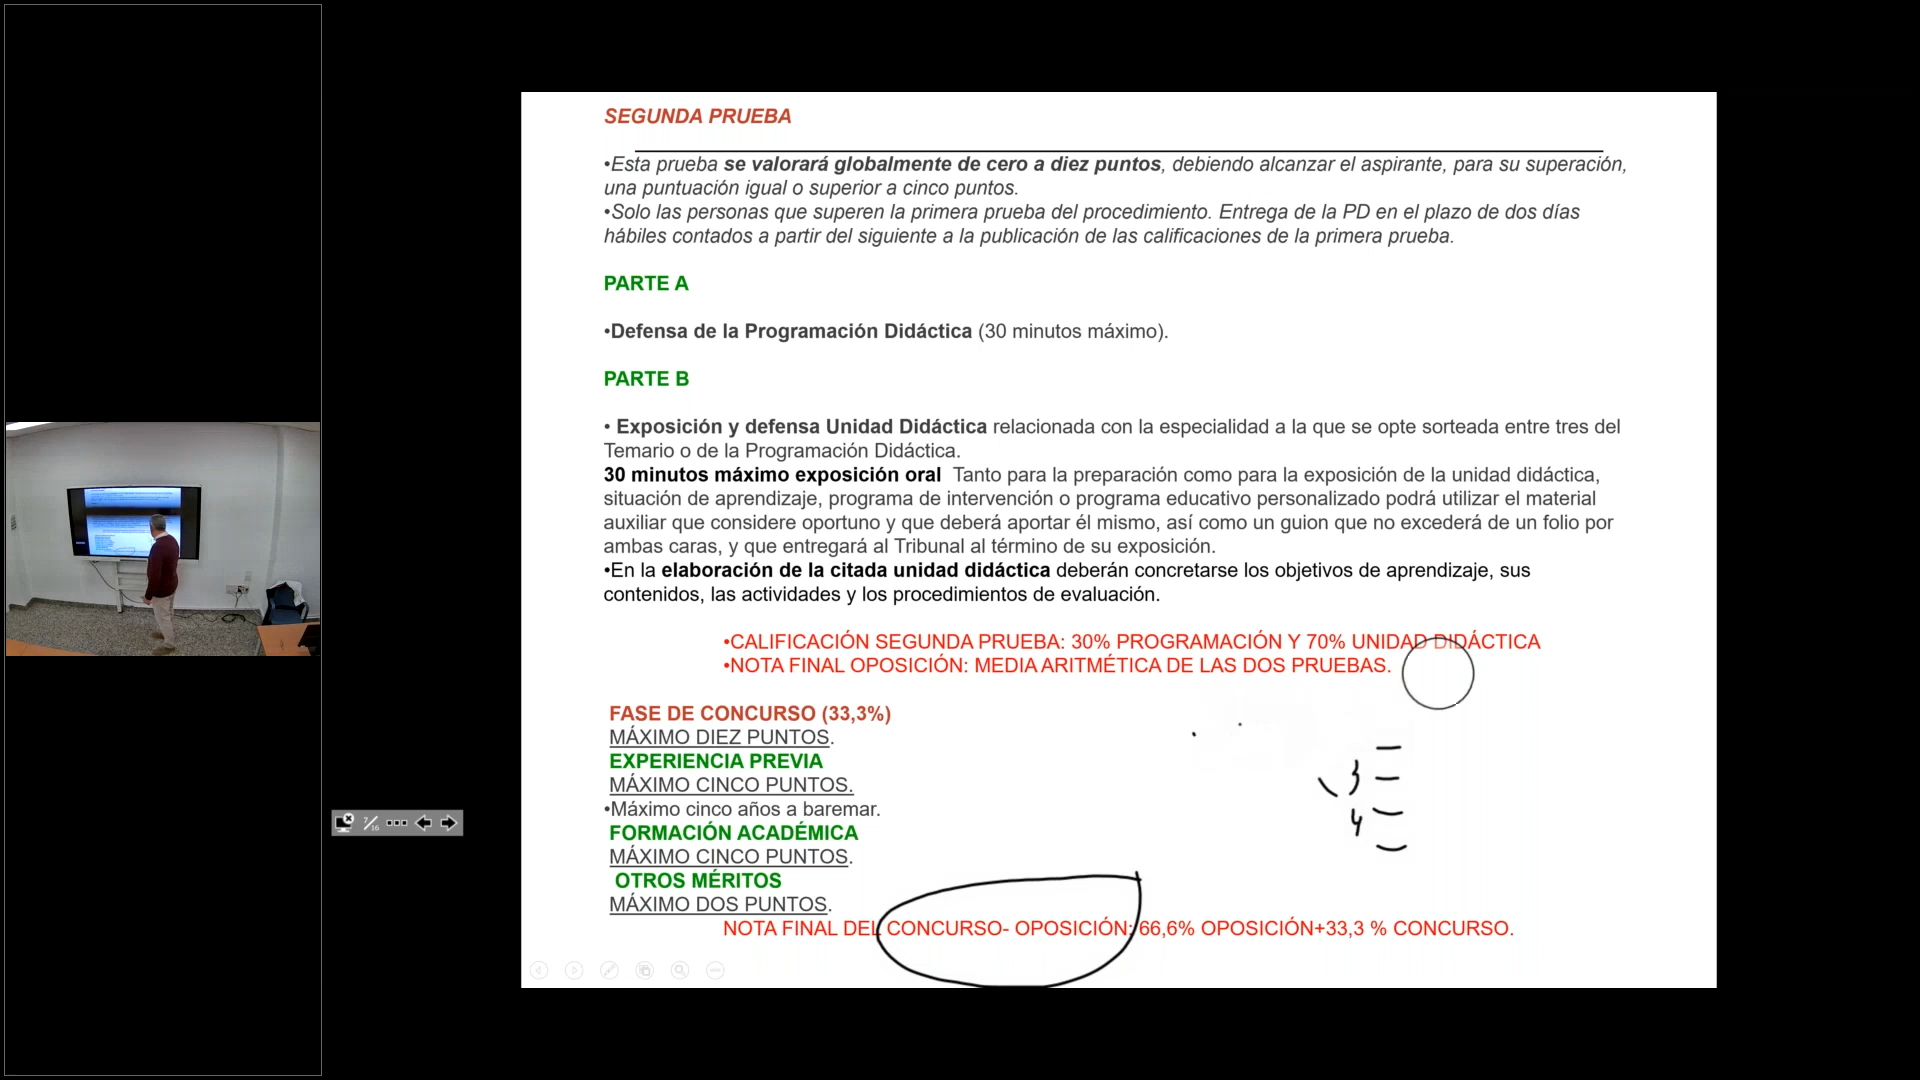 SEGUNDA PRUEBA
•Esta prueba se valorará globalmente de cero a diez puntos, debiendo alcanzar el aspirante, para su superación,
una puntuación igual o superior a cinco puntos.
•Solo las personas que superen la primera prueba del procedimiento. Entrega de la PD en el plazo de dos días
hábiles contados a partir del siguiente a la publicación de las calificaciones de la primera prueba.
PARTE A
•Defensa de la Programación Didáctica (30 minutos máximo).
PARTE B
• Exposición y defensa Unidad Didáctica relacionada con la especialidad a la que se opte sorteada entre tres del
Temario o de la Programación Didáctica.
30 minutos máximo exposición oral Tanto para la preparación como para la exposición de la unidad didáctica,
situación de aprendizaje, programa de intervención o programa educativo personalizado podrá utilizar el material
auxiliar que considere oportuno y que deberá aportar él mismo, así como un guion que no excederá de un folio por
ambas caras, y que entregará al Tribunal al término de su exposición.
•En la elaboración de la citada unidad didáctica deberán concretarse los objetivos de aprendizaje, sus
contenidos, las actividades y los procedimientos de evaluación.
•CALIFICACIÓN SEGUNDA PRUEBA: 30% PROGRAMACIÓN Y 70% UNIDAD DIDÁCTICA
•NOTA FINAL OPOSICIÓN: MEDIA ARITMÉTICA DE LAS DOS PRUEBAS.
FASE DE CONCURSO (33,3%)
MÁXIMO DIEZ PUNTOS.
EXPERIENCIA PREVIA
MÁXIMO CINCO PUNTOS.
•Máximo cinco años a baremar.
FORMACIÓN ACADÉMICA
MÁXIMO CINCO PUNTOS.
OTROS MÉRITOS
MÁXIMO DOS PUNTOS.
NOTA FINAL DEL CONCURSO- OPOSICIÓN: 66,6% OPOSICIÓN+33,3 % CONCURSO.
3
4
7/16